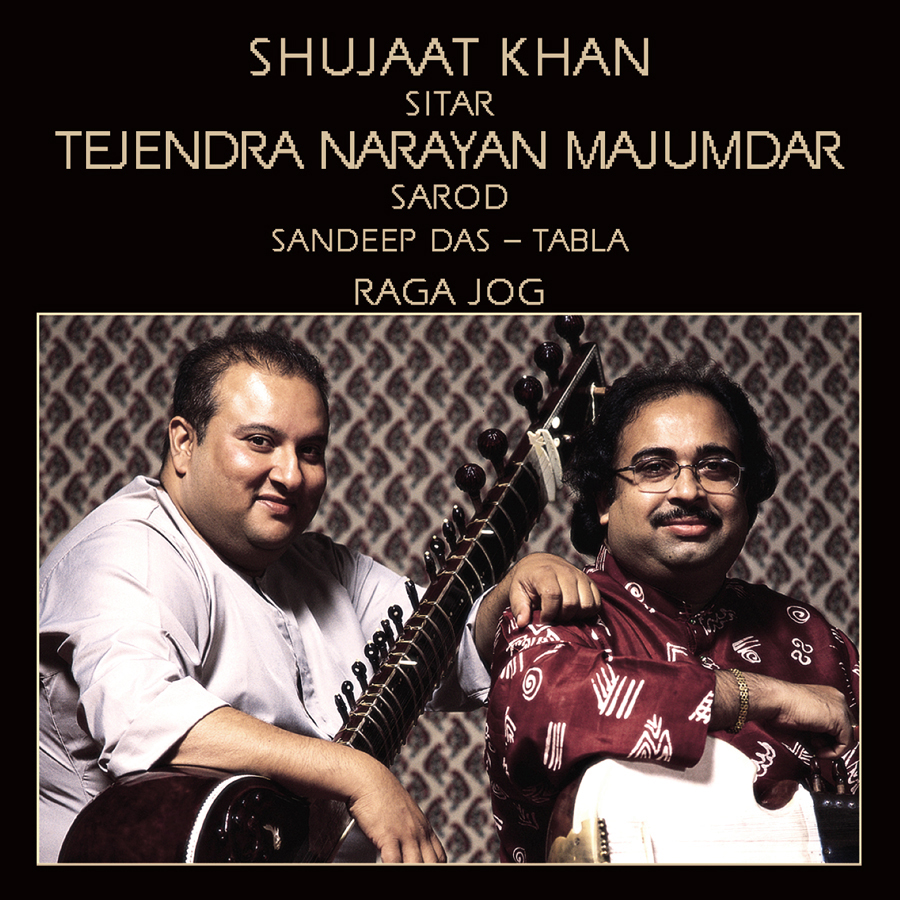 SHUJAAT KHAN
SITAR
TEJENDRA NARAYAN MAJUMDAR
SAROD
SANDEEP DAS – TABLA
RAGA JOG